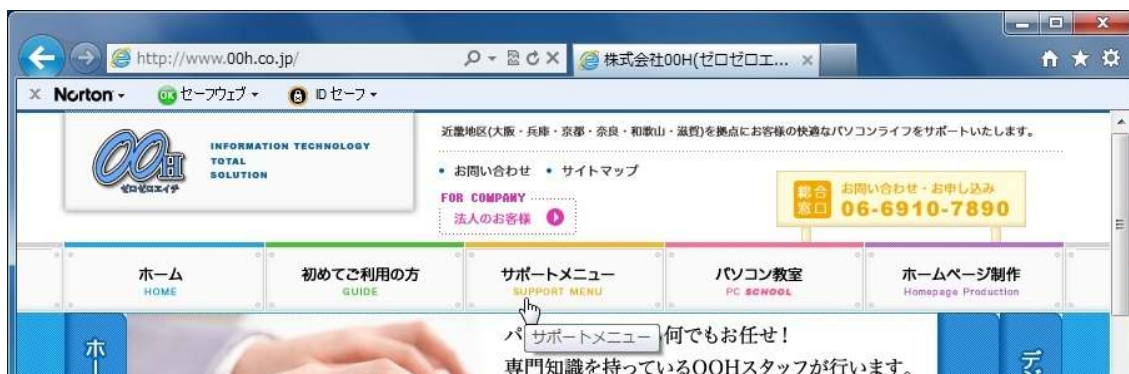 http://www.00h.co.jp/
株式会社00H(ゼロゼロエ...
Norton
OK
セーフウェブ
IDセーフ
OOH
ゼロゼロエイチ
INFORMATION TECHNOLOGY
TOTAL
SOLUTION
近畿地区(大阪・兵庫・京都・奈良・和歌山・滋賀)を拠点にお客様の快適なパソコンライフをサポートいたします。
• お問い合わせ • サイトマップ
FOR COMPANY
法人のお客様
総合
窓口
お問い合わせ・お申し込み
06-6910-7890
ホーム
HOME
初めてご利用の方
GUIDE
サポートメニュー
SUPPORT MENU
パソコン教室
PC SCHOOL
ホームページ制作
Homepage Production
ホー
パ
サポートメニュー
何でもお任せ!
専門知識を持っているOOHスタッフが行います。
デ